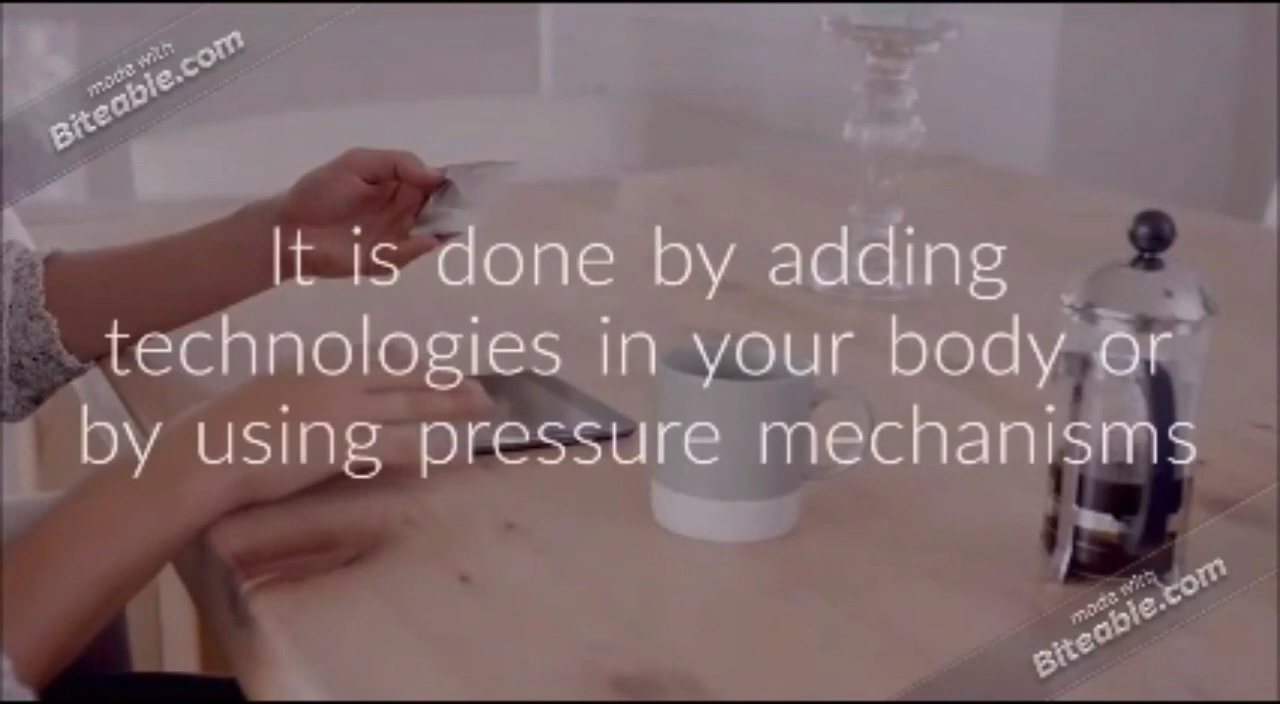 made with
Biteable.com
It is done by adding
technologies in your body or
by using pressure mechanisms
made with
Biteable.com